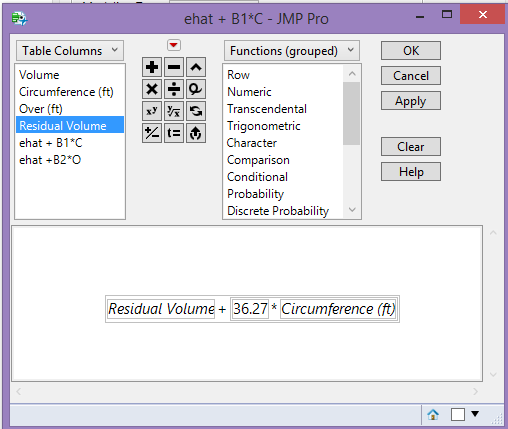 ehat + B1*C - JMP Pro
Table Columns
Functions (grouped)
OK
Cancel
Apply
Clear
Help
Volume
Circumference (ft)
Over (ft)
Residual Volume
ehat + B1*C
ehat +B2*O
Row
Numeric
Transcendental
Trigonometric
Character
Comparison
Conditional
Probability
Discrete Probability
Residual Volume + 36.27 * Circumference (ft)